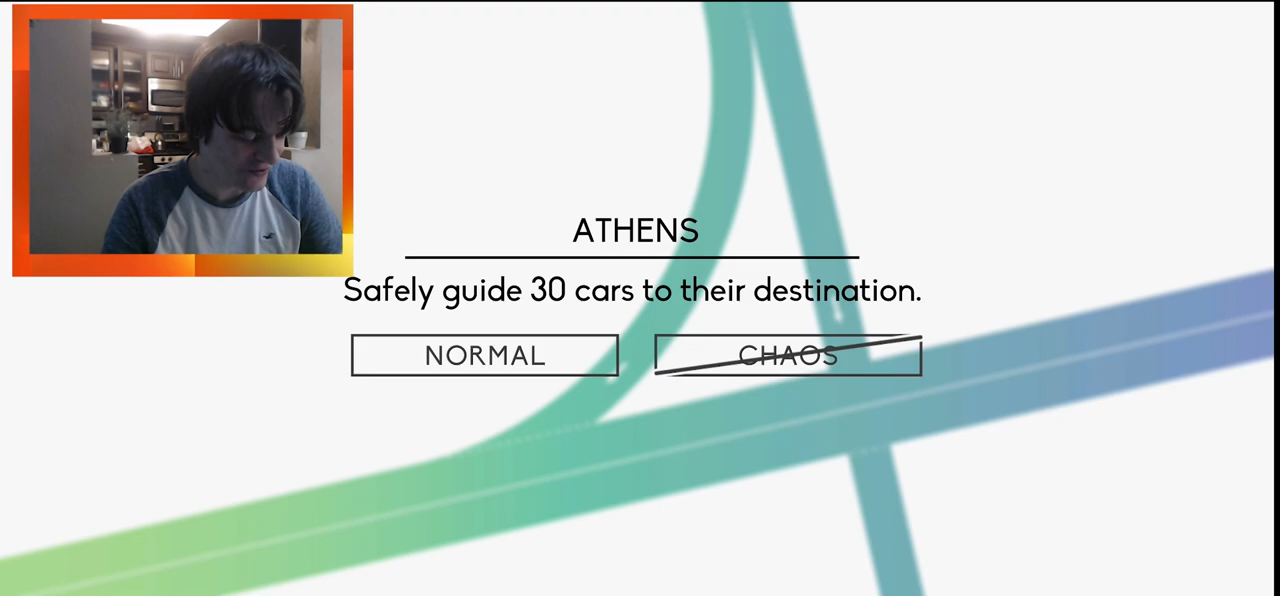 ATHENS
Safely guide 30 cars to their destination.
NORMAL
CHAOS